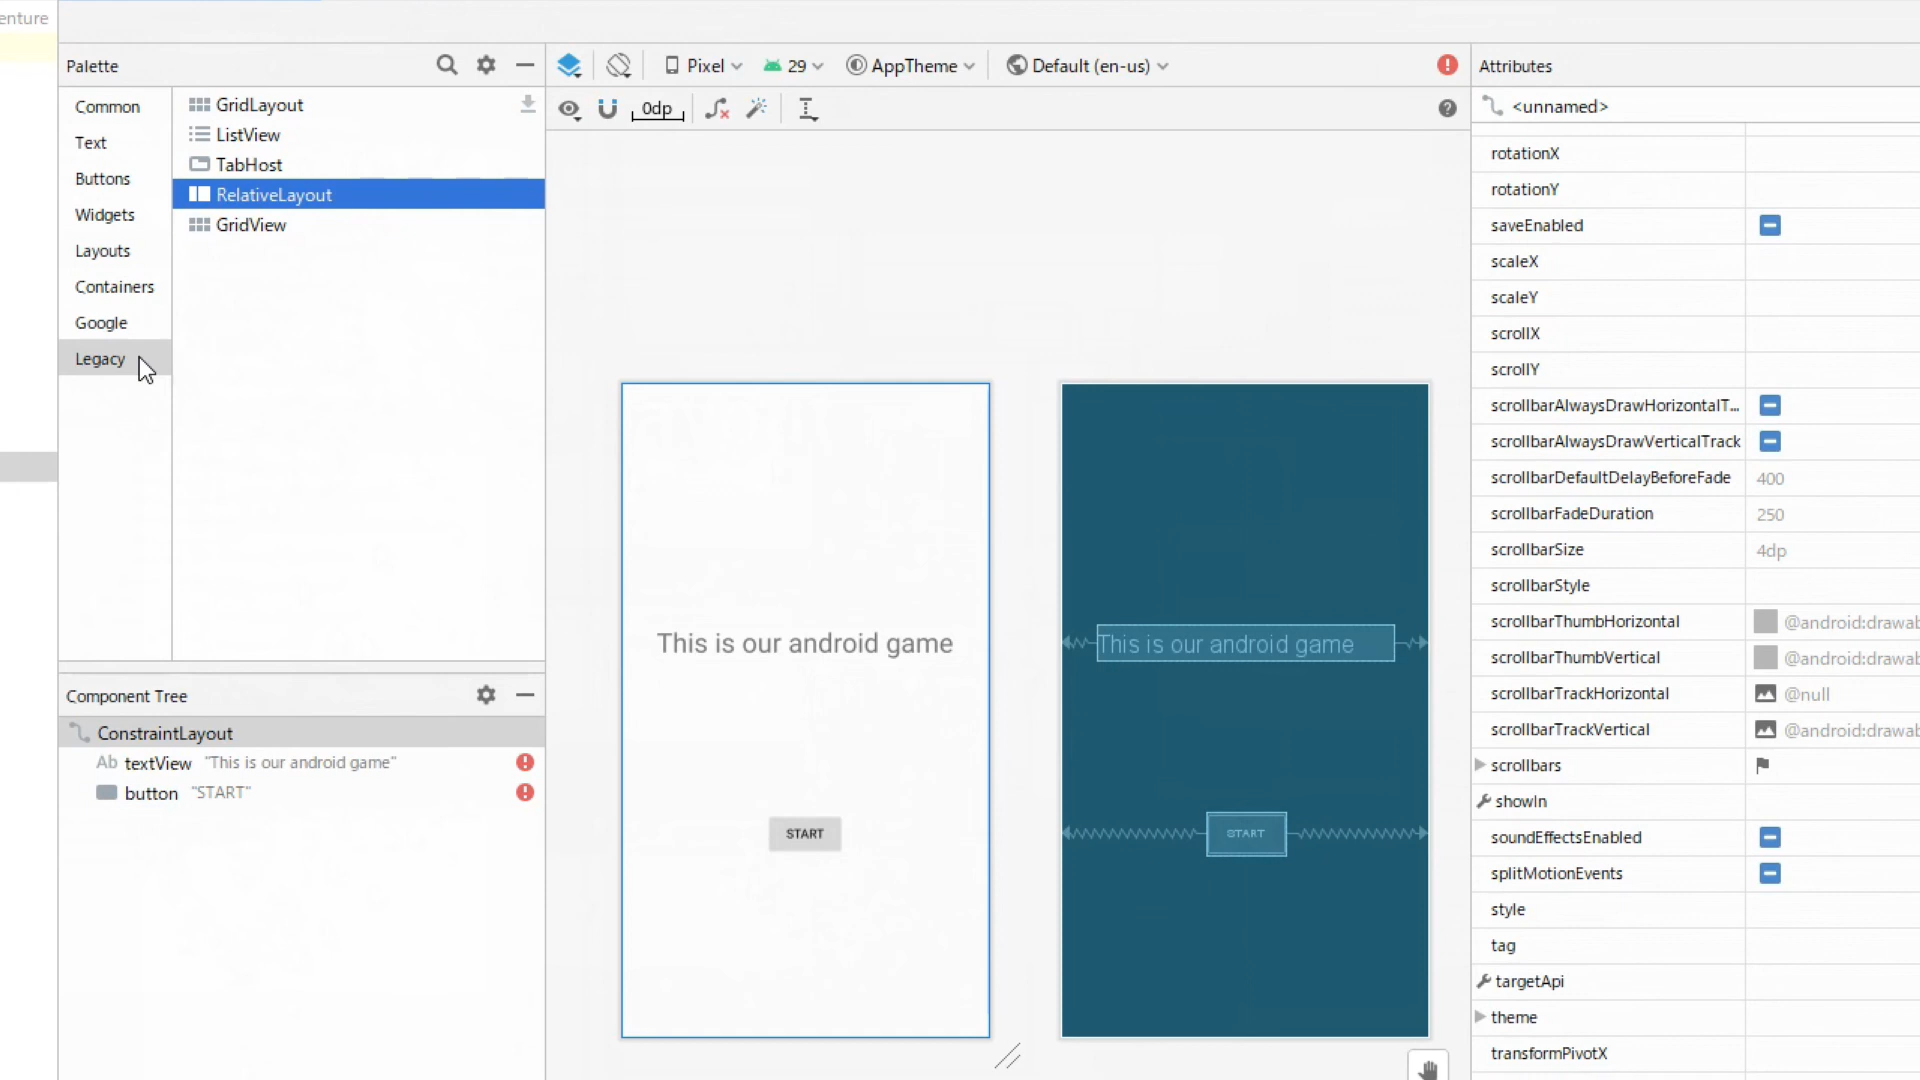 enture
Palette
Pixel
29
AppTheme
Default (en-us)
Attributes
Common
Text
Buttons
Widgets
Layouts
Containers
Google
Legacy
GridLayout
ListView
TabHost
RelativeLayout
GridView
0dp
<unnamed>
rotationX
rotationY
saveEnabled
scaleX
scaleY
scrollX
scrollY
scrollbarAlwaysDrawHorizontalT...
scrollbarAlwaysDrawVerticalTrack
scrollbarDefaultDelayBeforeFade 400
scrollbarFadeDuration 250
scrollbarSize 4dp
scrollbarStyle
scrollbarThumbHorizontal @android:drawab
scrollbarThumbVertical @android:drawab
scrollbarTrackHorizontal @null
scrollbarTrackVertical @android:drawab
scrollbars
showIn
soundEffectsEnabled
splitMotionEvents
style
tag
targetApi
theme
transformPivotX
This is our android game
START
This is our android game
START
Component Tree
ConstraintLayout
Ab textView "This is our android game"
button "START"